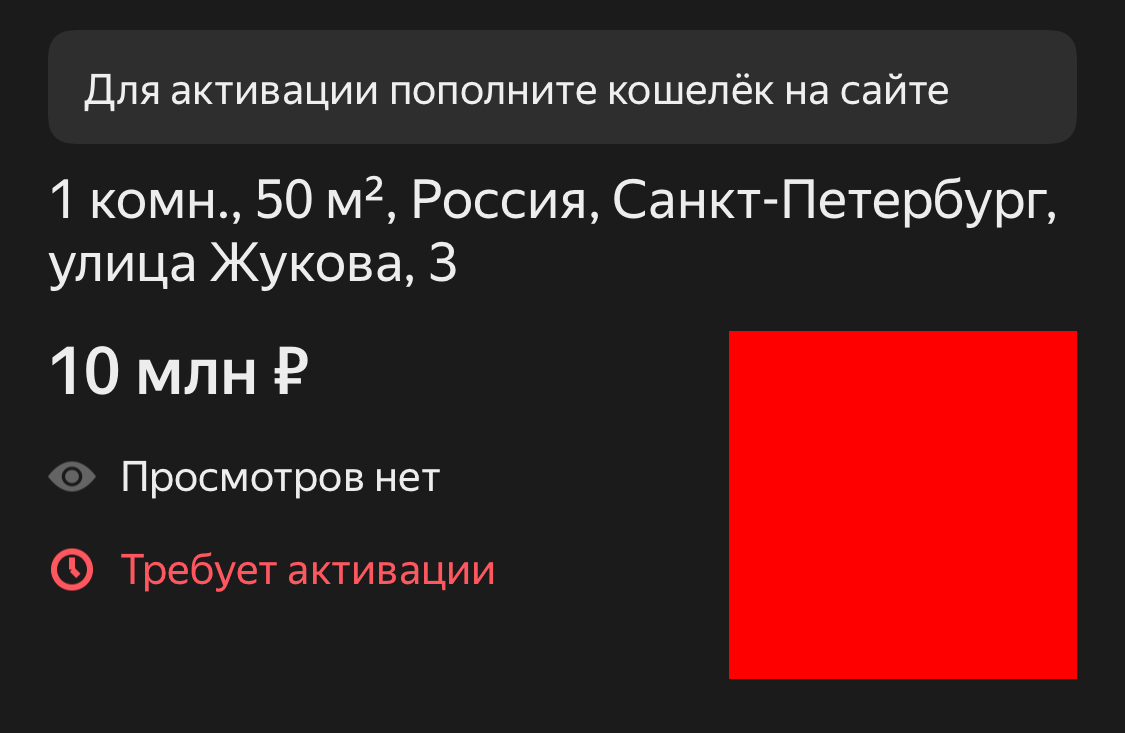 Для активации пополните кошелёк на сайте
1 комн., 50 м², Россия, Санкт-Петербург,
улица Жукова, 3
10 млн ₽
Просмотров нет
Требует активации